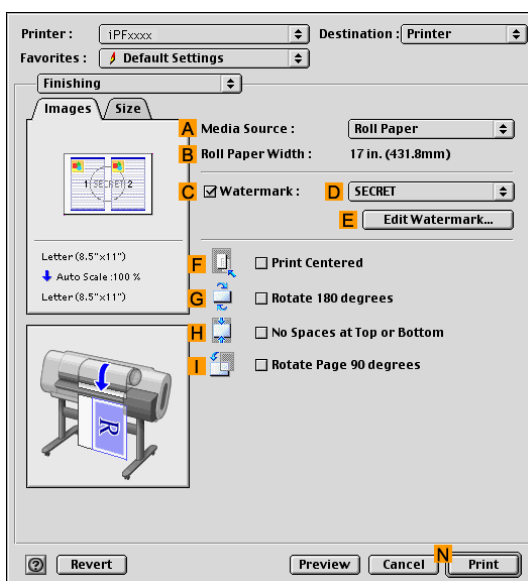 Printer : iPFxxxx Destination : Printer
Favorites : Default Settings
Finishing
Images Size
A Media Source : Roll Paper
B Roll Paper Width : 17 in. (431.8mm)
1 SECRET 2
C Watermark : D SECRET
E Edit Watermark...
Letter (8.5"x11")
Auto Scale :100 %
Letter (8.5"x11")
F Print Centered
G Rotate 180 degrees
H No Spaces at Top or Bottom
I Rotate Page 90 degrees
R
N
? Revert Preview Cancel Print